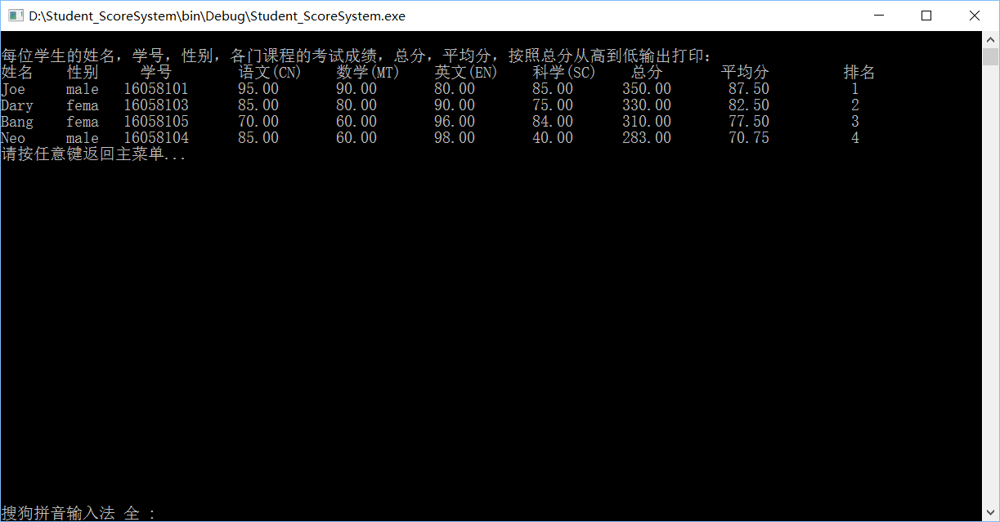 D:\Student_ScoreSystem\bin\Debug\Student_ScoreSystem.exe
每位学生的姓名，学号，性别，各门课程的考试成绩，总分，平均分，按照总分从高到低输出打印：
姓名 性别 学号 语文(CN) 数学(MT) 英文(EN) 科学(SC) 总分 平均分 排名
Joe male 16058101 95.00 90.00 80.00 85.00 350.00 87.50 1
Dary fema 16058103 85.00 80.00 90.00 75.00 330.00 82.50 2
Bang fema 16058105 70.00 60.00 96.00 84.00 310.00 77.50 3
Neo male 16058104 85.00 60.00 98.00 40.00 283.00 70.75 4
请按任意键返回主菜单...
搜狗拼音输入法 全 :